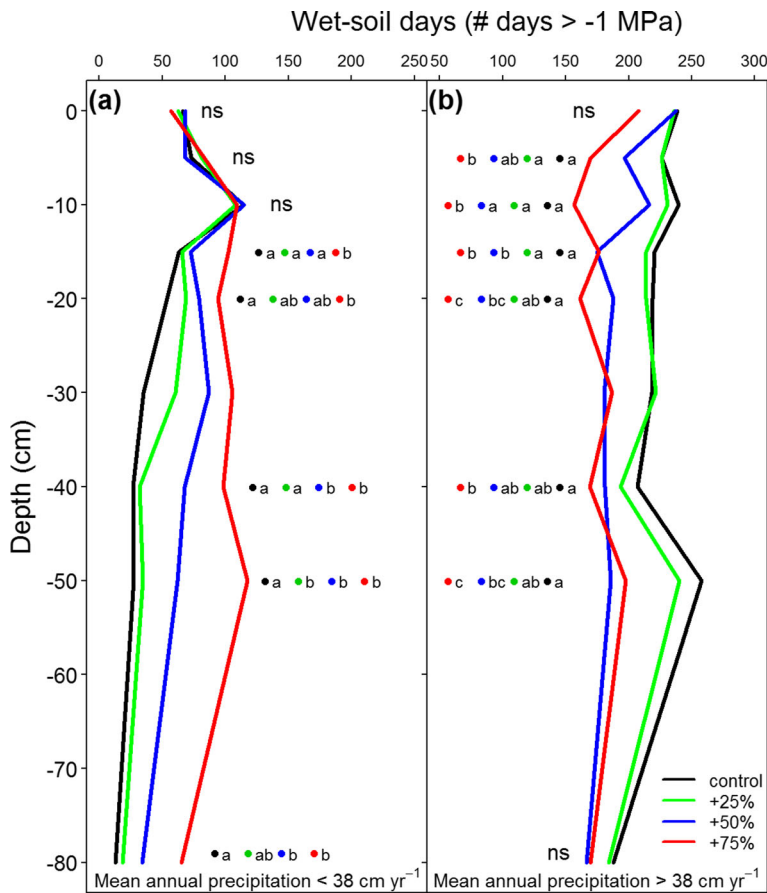 Wet-soil days (# days > -1 MPa)
0 50 100 150 200 250 50 100 150 200 250 300
(a) (b)
ns ns
ns
b ab a a
ns
b a a a
a a a b
b b a a
a ab ab b
c bc ab a
a a b b
b ab ab a
a b b b
c bc ab a
a ab b b
ns
0
-10
-20
-30
-40
-50
-60
-70
-80
Depth (cm)
control
+25%
+50%
+75%
Mean annual precipitation < 38 cm yr⁻¹
Mean annual precipitation > 38 cm yr⁻¹